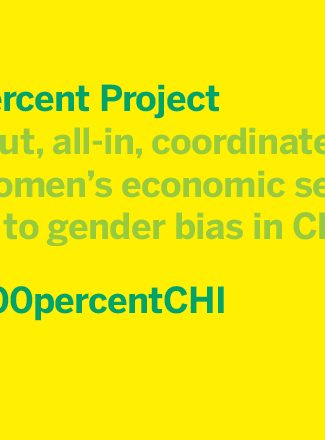 ercent Project
ut, all-in, coordinate
omen's economic se
to gender bias in C
00percentCHI